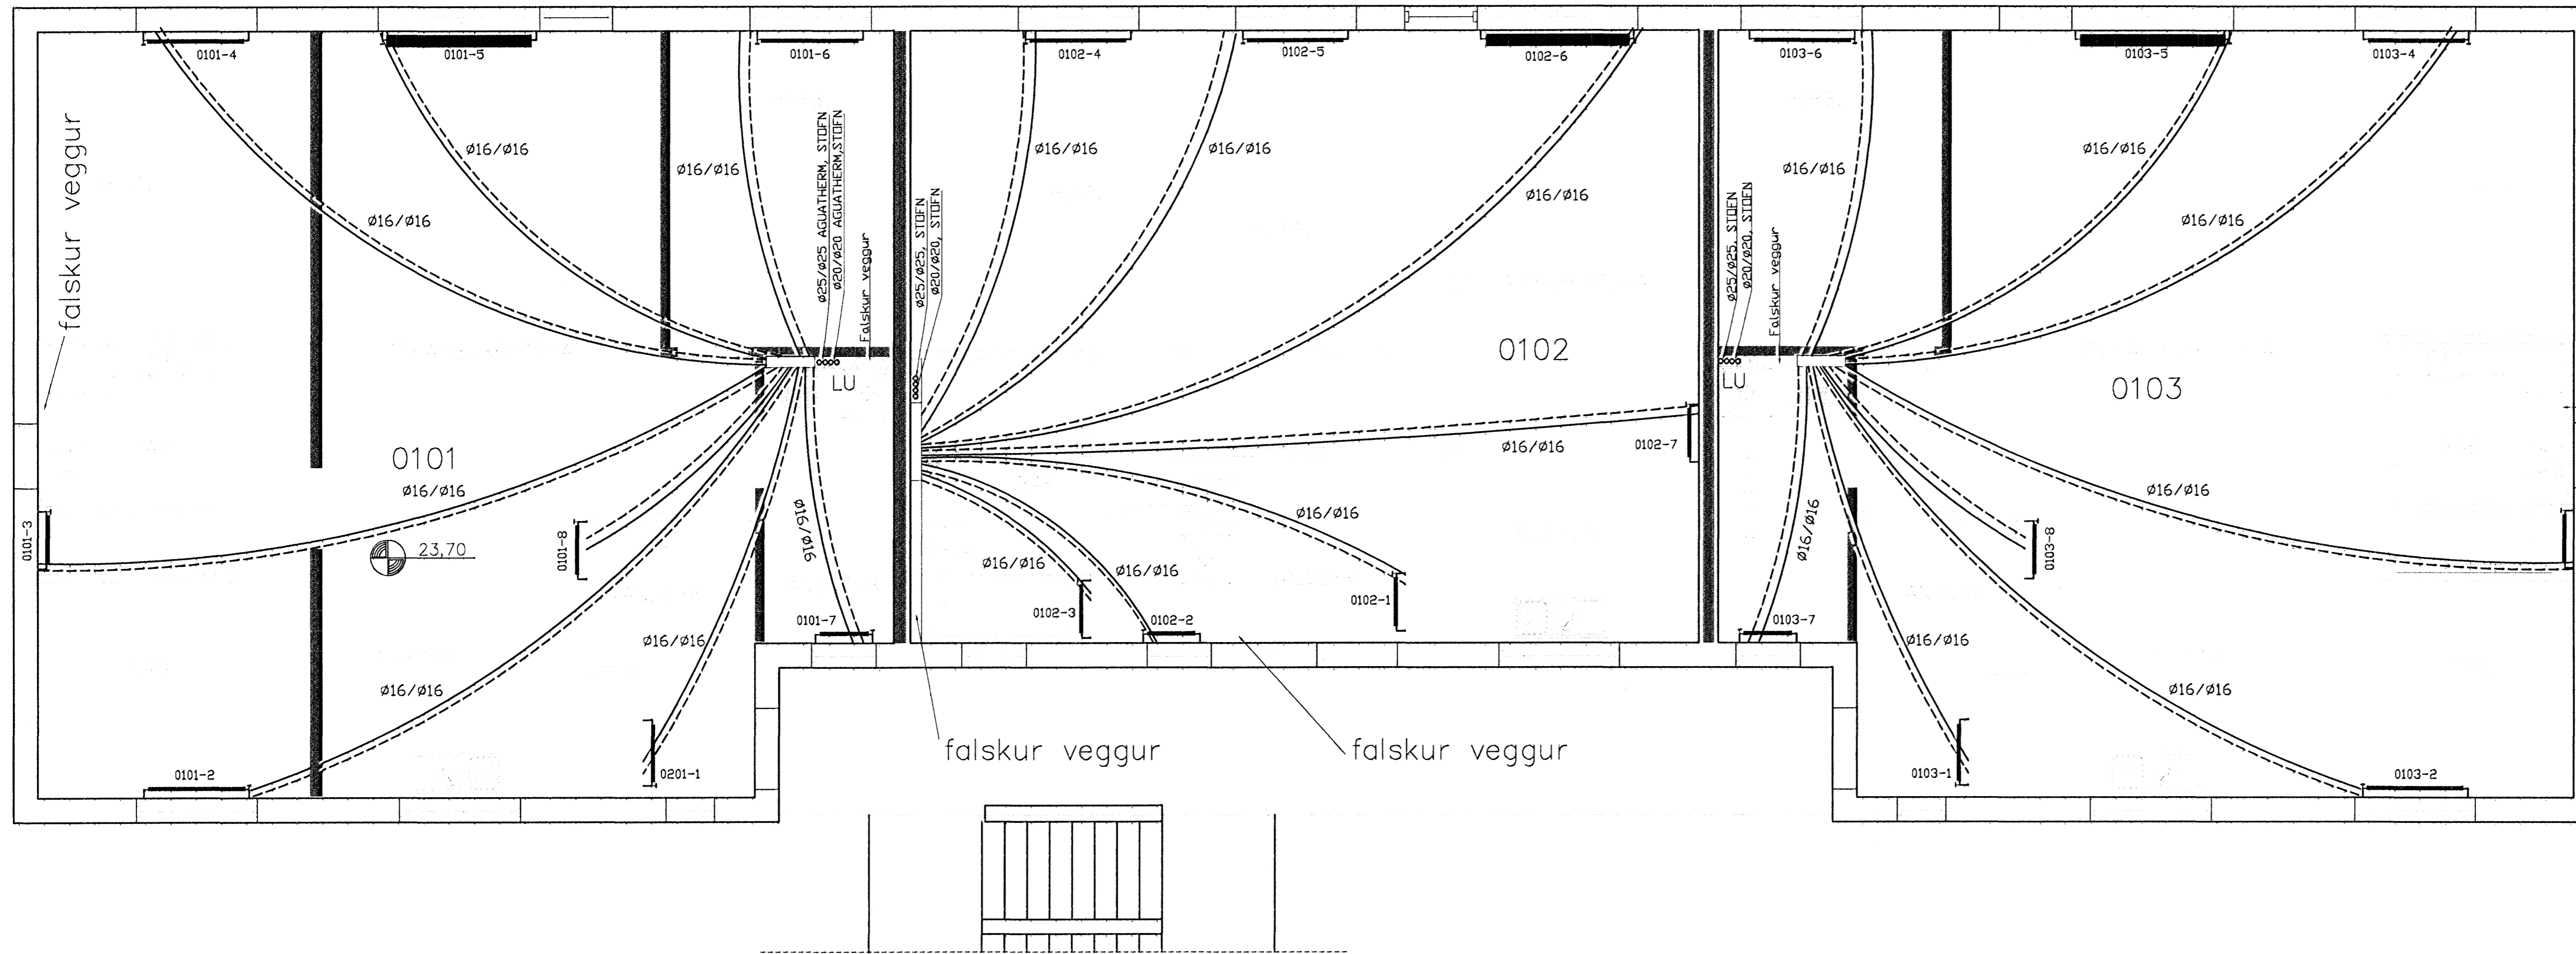 0101-4
0101-5
0101-6
0102-4
0102-5
0102-6
0103-6
0103-5
0103-4
falskur veggur
Ø16/Ø16
Ø16/Ø16
Ø16/Ø16
Ø16/Ø16
Ø16/Ø16
Ø16/Ø16
Ø16/Ø16
Ø16/Ø16
Ø16/Ø16
Ø25/Ø25 AGUATHERM, STOFN
Ø20/Ø20 AGUATHERM,STOFN
Falskur veggur
Ø25/Ø25, STOFN
Ø20/Ø20, STOFN
Ø25/Ø25, STOFN
Ø20/Ø20, STOFN
Falskur veggur
LU
LU
0101
0102
0103
Ø16/Ø16
0102-7
Ø16/Ø16
Ø16/Ø16
0101-3
23,70
0101-8
Ø16/Ø16
Ø16/Ø16
Ø16/Ø16
Ø16/Ø16
Ø16/Ø16
0103-8
0102-3
0102-1
0101-7
0102-2
0103-7
Ø16/Ø16
Ø16/Ø16
Ø16/Ø16
Ø16/Ø16
falskur veggur
falskur veggur
0101-2
0201-1
0103-1
0103-2